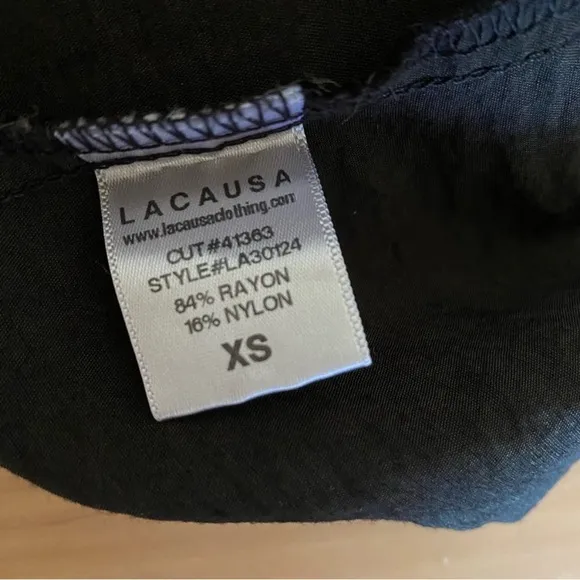 LACAUSA
www.lacausaclothing.com
CUT#41363
STYLE#LA30124
84% RAYON
16% NYLON
XS